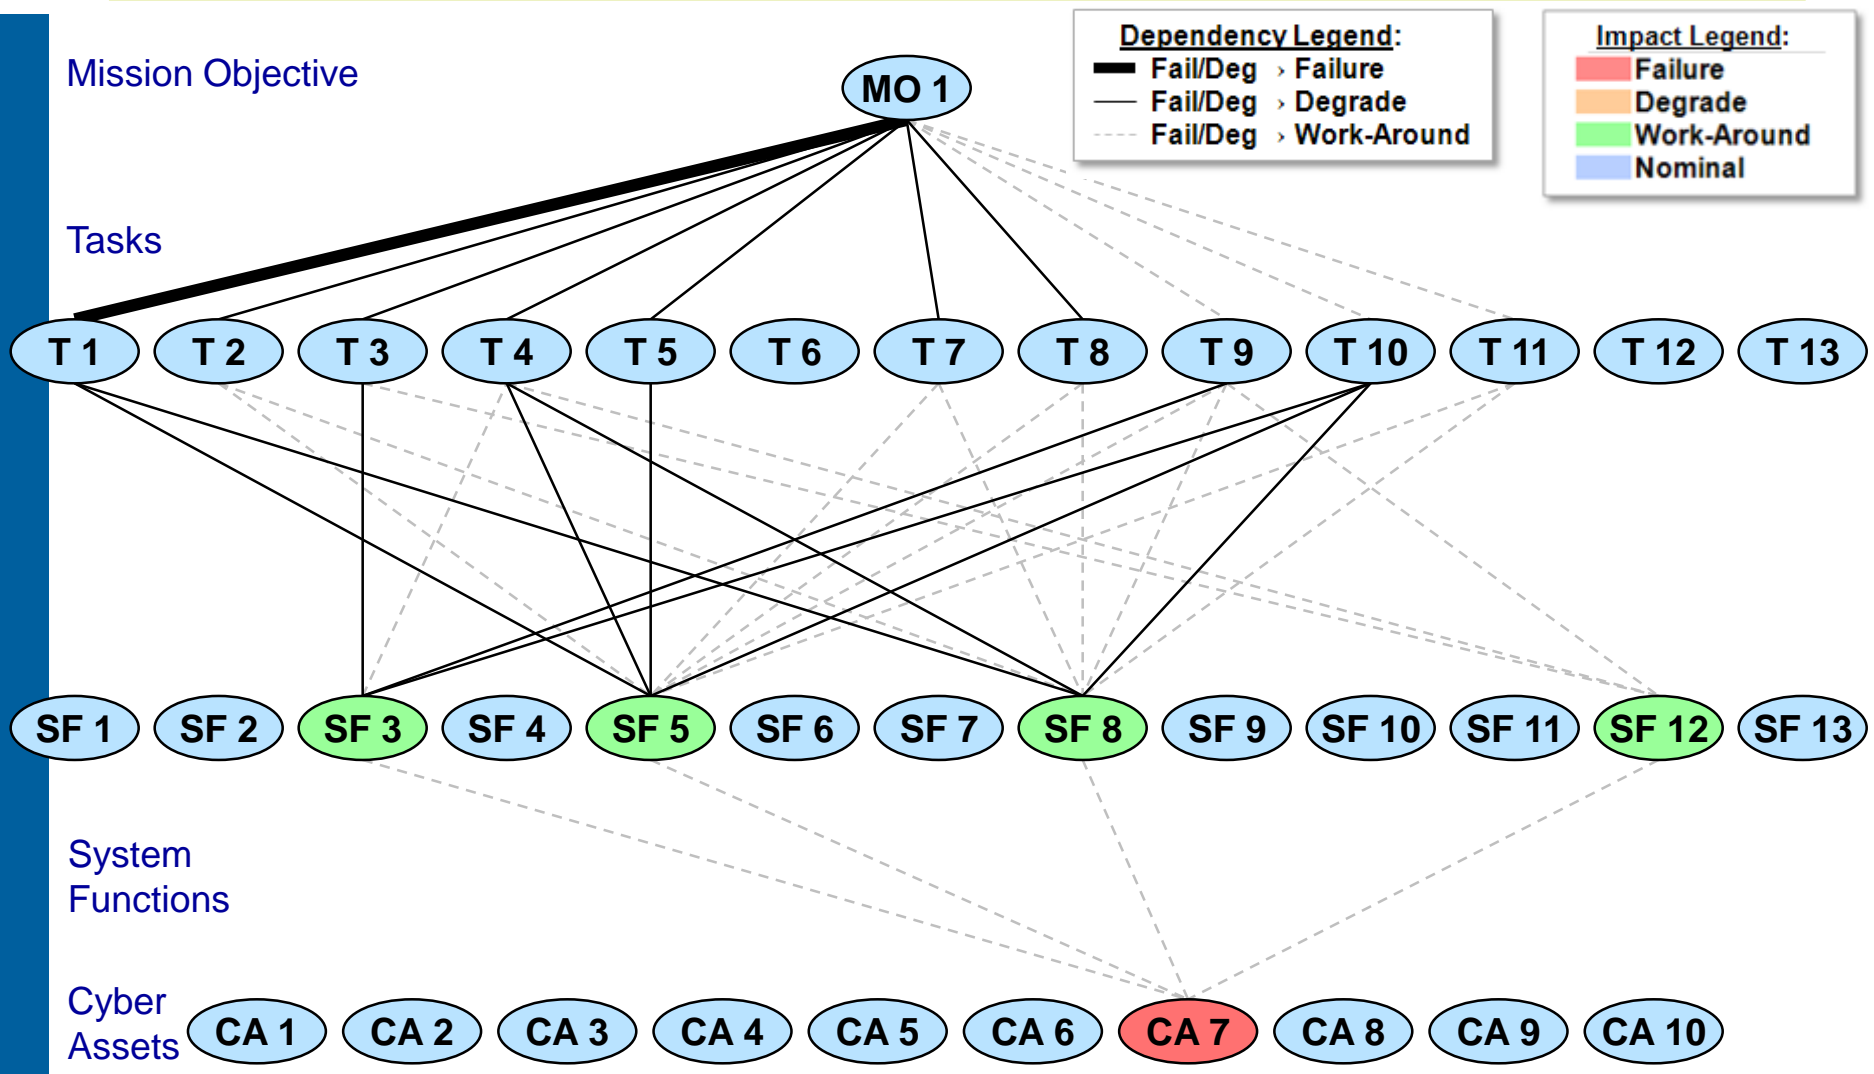 Mission Objective
MO 1
Dependency Legend:
Fail/Deg › Failure
Fail/Deg › Degrade
Fail/Deg › Work-Around
Impact Legend:
Failure
Degrade
Work-Around
Nominal
Tasks
T 1 T 2 T 3 T 4 T 5 T 6 T 7 T 8 T 9 T 10 T 11 T 12 T 13
SF 1 SF 2 SF 3 SF 4 SF 5 SF 6 SF 7 SF 8 SF 9 SF 10 SF 11 SF 12 SF 13
System
Functions
Cyber
Assets
CA 1 CA 2 CA 3 CA 4 CA 5 CA 6 CA 7 CA 8 CA 9 CA 10